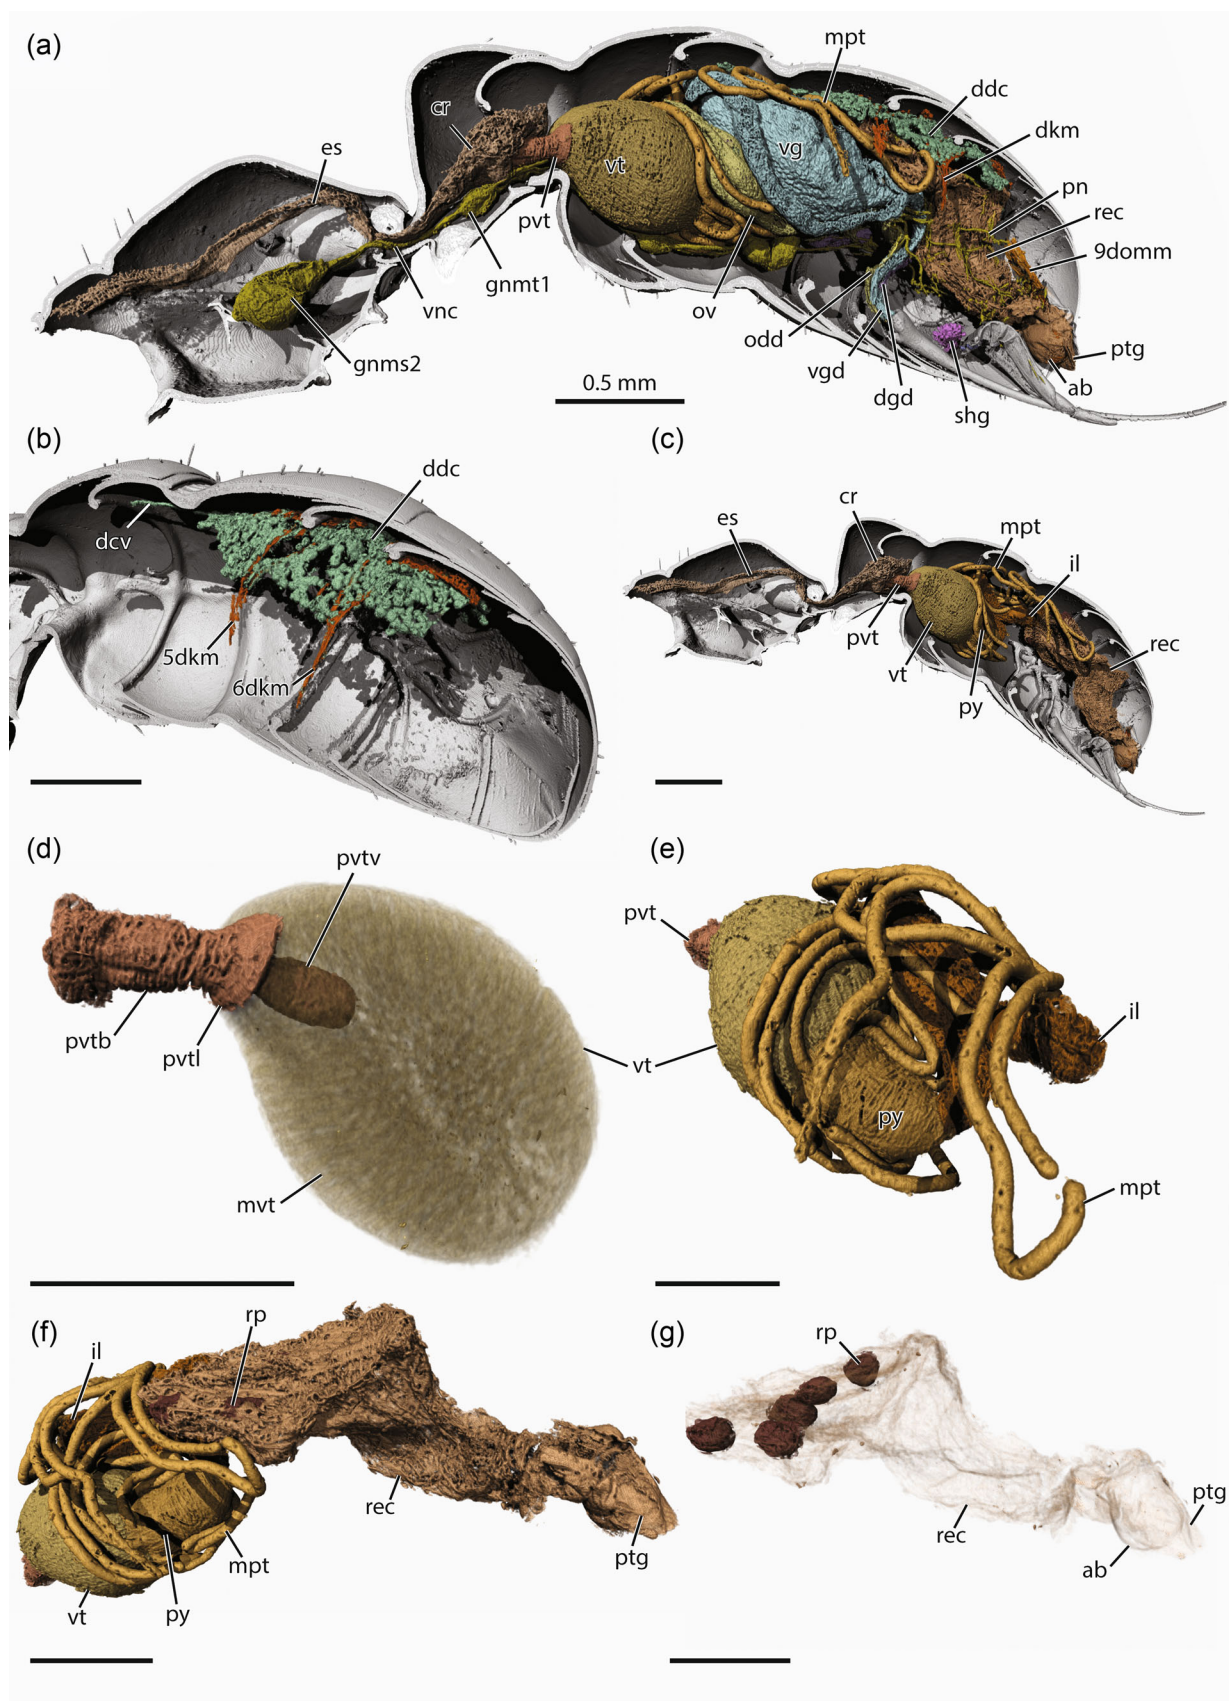 (a)
mpt
ddc
dkm
pn
rec
9domm
ptg
ab
shg
dgd
vgd
odd
ov
vg
vt
pvt
gnmt1
vnc
gnms2
es
cr
0.5 mm
(b)
ddc
dcv
5dkm
6dkm
(c)
cr
es
mpt
il
pvt
vt
py
rec
(d)
pvtv
pvtb
pvtl
mvt
vt
(e)
pvt
il
py
mpt
(f)
rp
il
rec
ptg
mpt
py
vt
(g)
rp
rec
ab
ptg